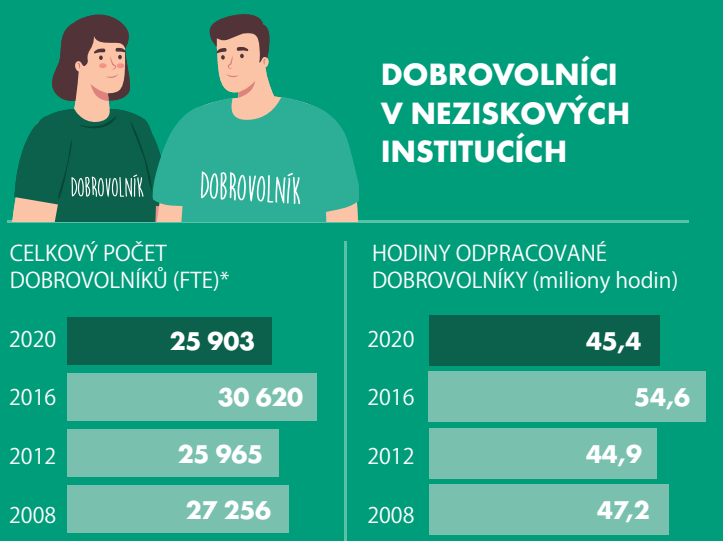 DOBROVOLNÍCI
V NEZISKOVÝCH
INSTITUCÍCH
DOBROVOLNÍK
DOBROVOLNÍK
CELKOVÝ POČET
DOBROVOLNÍKŮ (FTE)*
2020 25 903
2016 30 620
2012 25 965
2008 27 256
HODINY ODPRACOVANÉ
DOBROVOLNÍKY (miliony hodin)
2020 45,4
2016 54,6
2012 44,9
2008 47,2